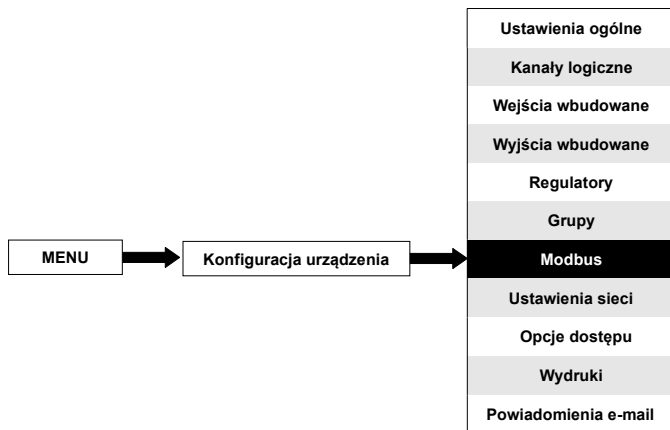 Ustawienia ogólne
Kanały logiczne
Wejścia wbudowane
Wyjścia wbudowane
Regulatory
Grupy
MENU
Konfiguracja urządzenia
Modbus
Ustawienia sieci
Opcje dostępu
Wydruki
Powiadomienia e-mail